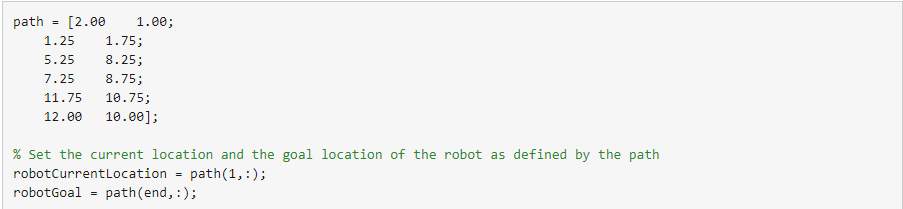 path = [2.00    1.00;
    1.25    1.75;
    5.25    8.25;
    7.25    8.75;
    11.75   10.75;
    12.00   10.00];

% Set the current location and the goal location of the robot as defined by the path
robotCurrentLocation = path(1,:);
robotGoal = path(end,:);